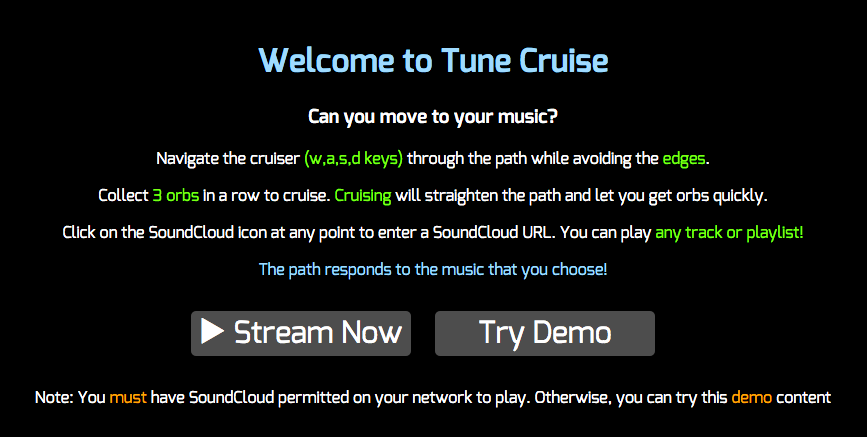 Welcome to Tune Cruise
Can you move to your music?
Navigate the cruiser (w,a,s,d keys) through the path while avoiding the edges.
Collect 3 orbs in a row to cruise. Cruising will straighten the path and let you get orbs quickly.
Click on the SoundCloud icon at any point to enter a SoundCloud URL. You can play any track or playlist!
The path responds to the music that you choose!
Stream Now
Try Demo
Note: You must have SoundCloud permitted on your network to play. Otherwise, you can try this demo content